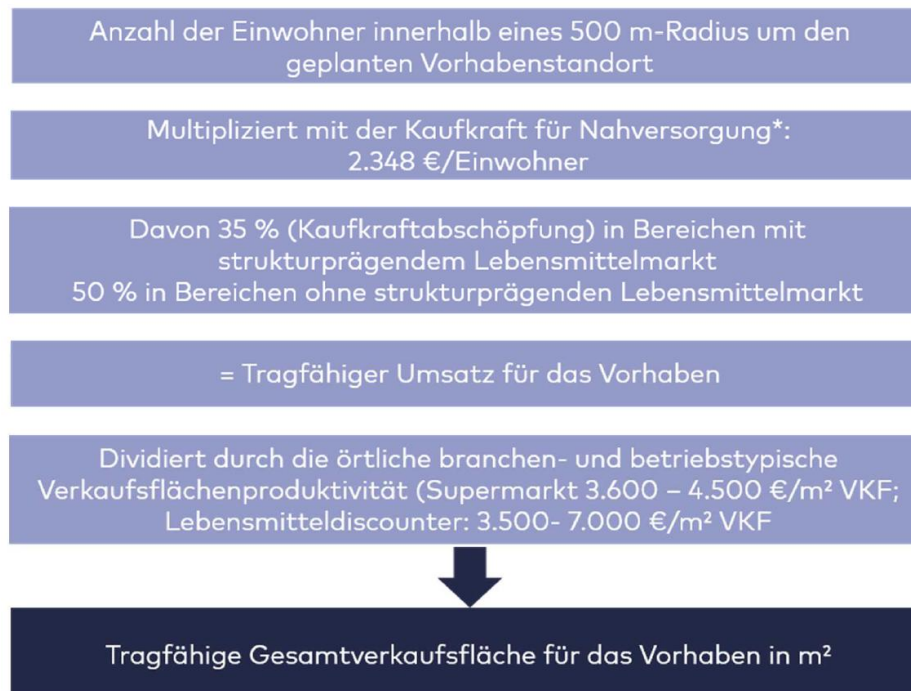 Anzahl der Einwohner innerhalb eines 500 m-Radius um den
geplanten Vorhabenstandort
Multipliziert mit der Kaufkraft für Nahversorgung*:
2.348 €/Einwohner
Davon 35 % (Kaufkraftabschöpfung) in Bereichen mit
strukturprägendem Lebensmittelmarkt
50 % in Bereichen ohne strukturprägenden Lebensmittelmarkt
= Tragfähiger Umsatz für das Vorhaben
Dividiert durch die örtliche branchen- und betriebstypische
Verkaufsflächenproduktivität (Supermarkt 3.600 – 4.500 €/m² VKF;
Lebensmitteldiscounter: 3.500- 7.000 €/m² VKF
Tragfähige Gesamtverkaufsfläche für das Vorhaben in m²